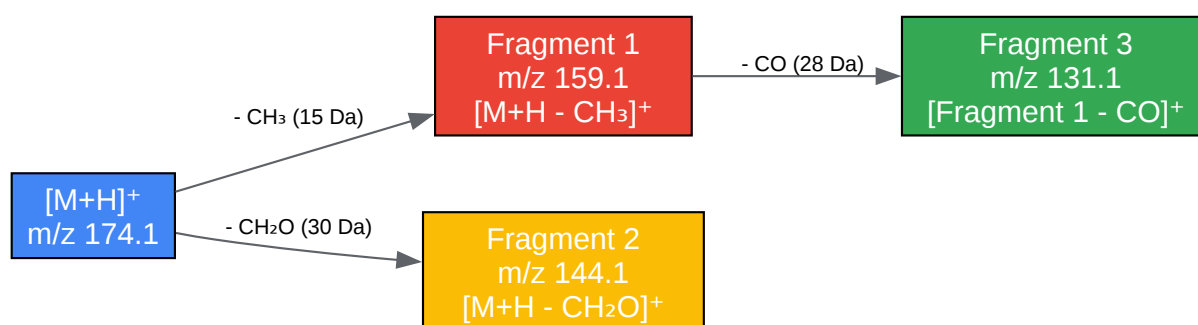 Fragment 1
m/z 159.1
[M+H - CH₃]⁺
- CO (28 Da)
Fragment 3
m/z 131.1
[Fragment 1 - CO]⁺
- CH₃ (15 Da)
[M+H]⁺
m/z 174.1
- CH₂O (30 Da)
Fragment 2
m/z 144.1
[M+H - CH₂O]⁺